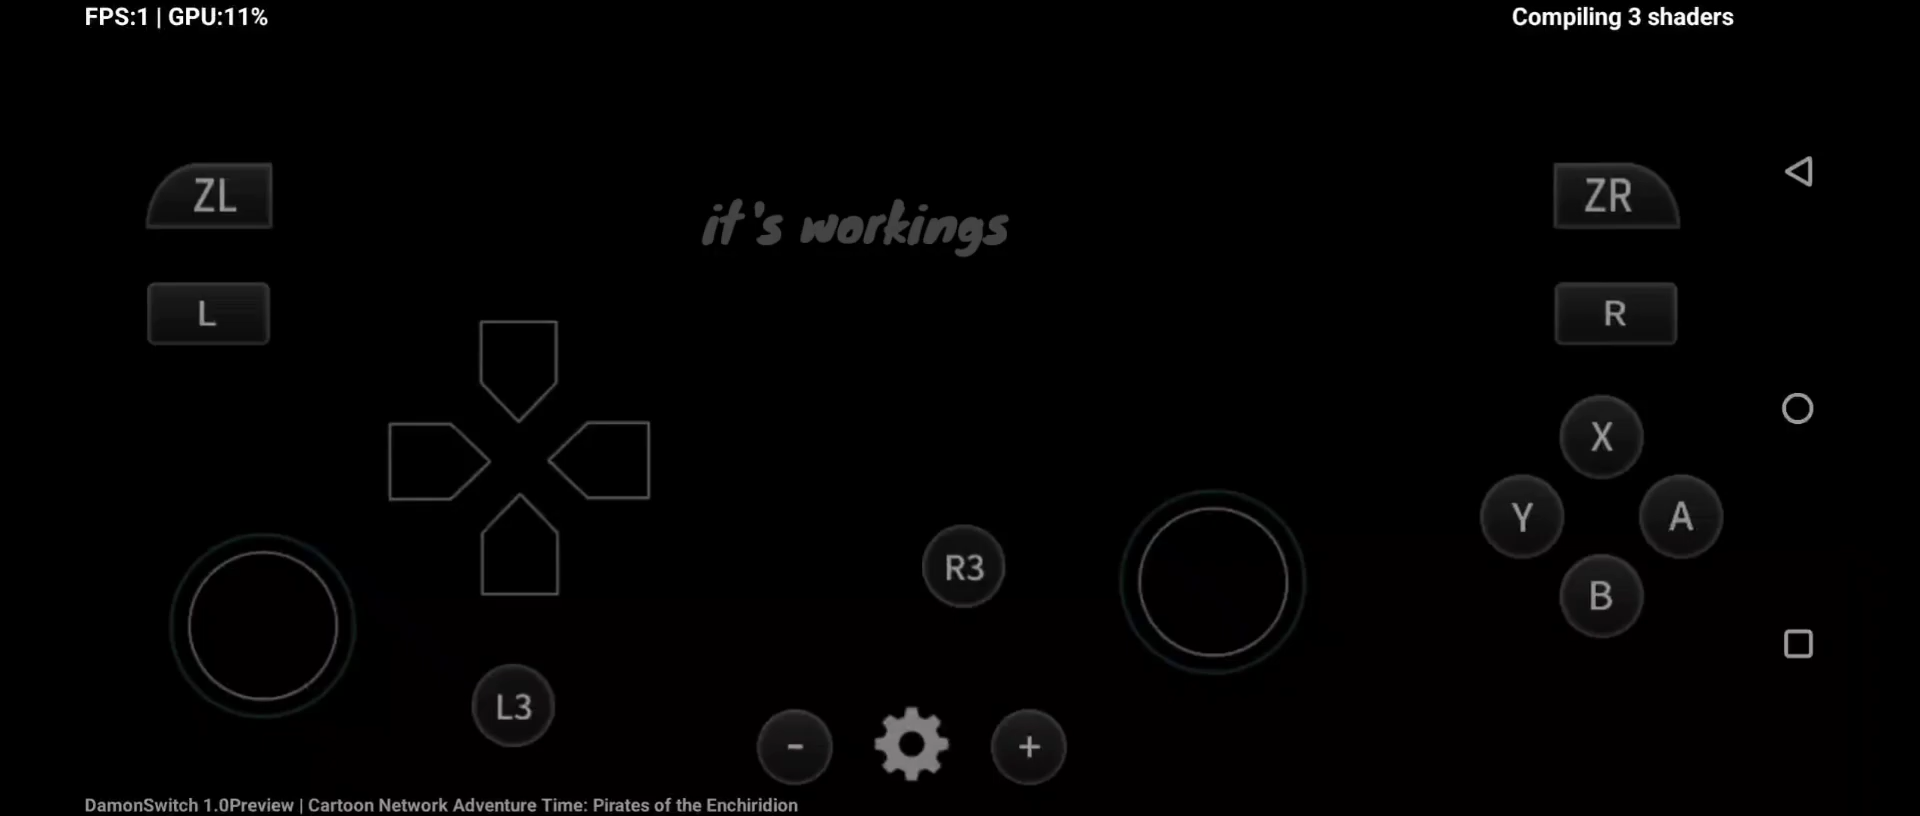 FPS:1 | GPU:11%
Compiling 3 shaders
ZL
ZR
it's workings
L
R
X
Y
A
R3
B
L3
-
+
DamonSwitch 1.0Preview | Cartoon Network Adventure Time: Pirates of the Enchiridion